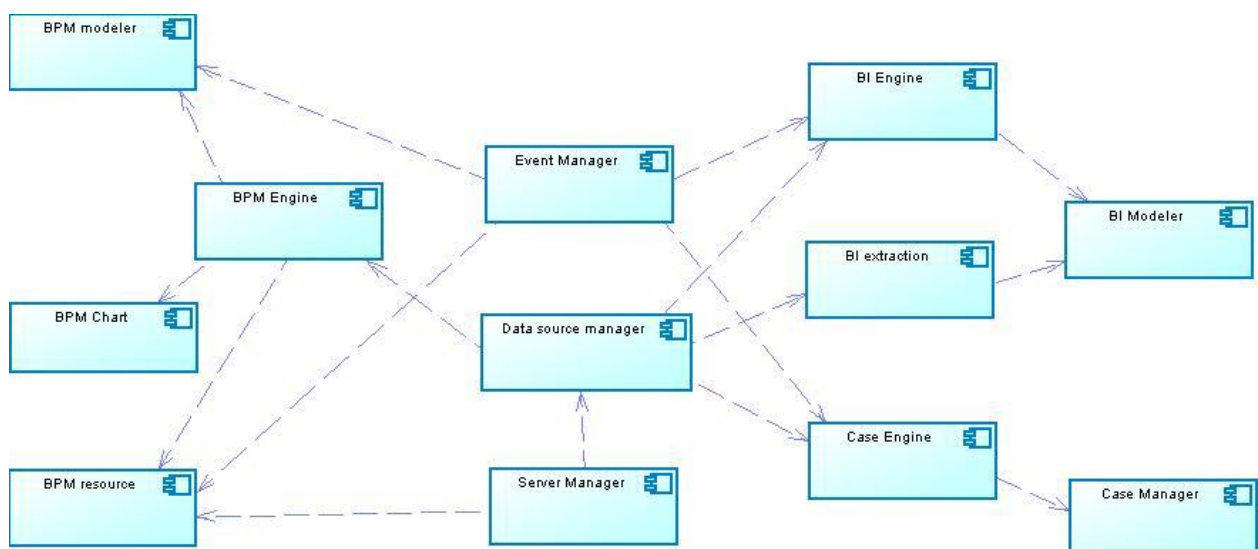 BPM modeler
BI Engine
Event Manager
BPM Engine
BI Modeler
BI extraction
BPM Chart
Data source manager
Case Engine
BPM resource
Server Manager
Case Manager